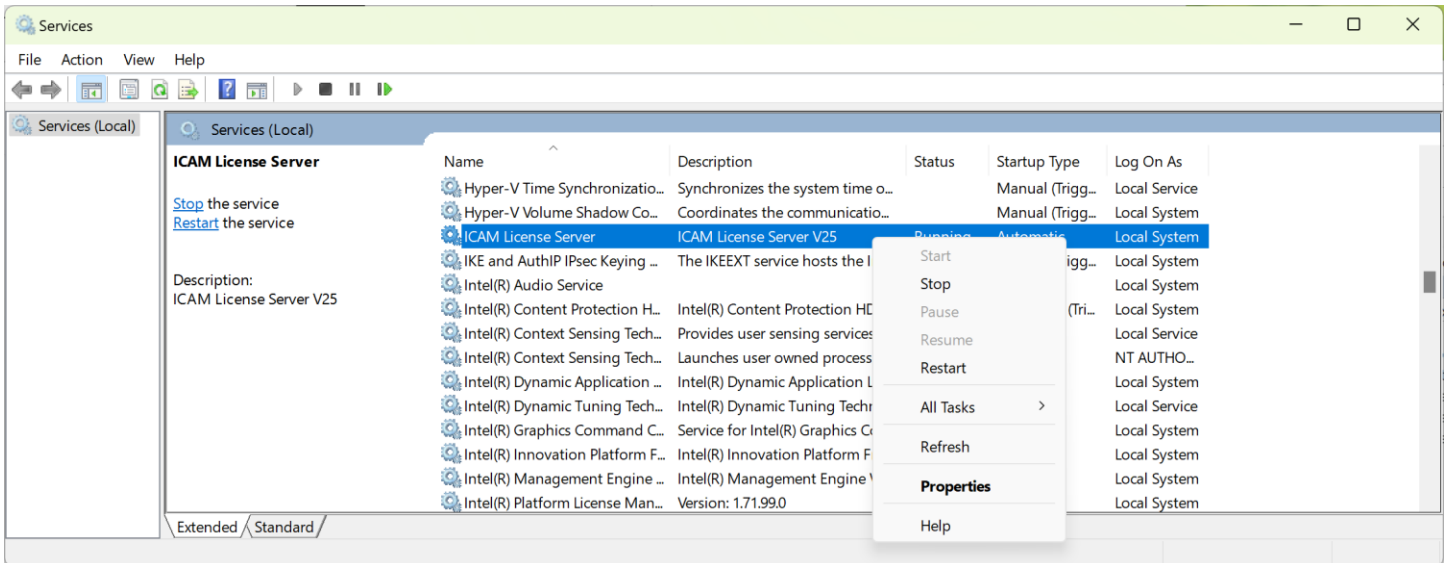 Services
File Action View Help
Services (Local)
Services (Local)
ICAM License Server
Stop the service
Restart the service
Description:
ICAM License Server V25
Name Description Status Startup Type Log On As
Hyper-V Time Synchronizatio... Synchronizes the system time o... Manual (Trigg... Local Service
Hyper-V Volume Shadow Co... Coordinates the communicatio... Manual (Trigg... Local System
ICAM License Server ICAM License Server V25 Running Automatic Local System
IKE and AuthIP IPsec Keying ... The IKEEXT service hosts the I igg... Local System
Intel(R) Audio Service Local System
Intel(R) Content Protection H... Intel(R) Content Protection HD (Tri... Local System
Intel(R) Context Sensing Tech... Provides user sensing services Local Service
Intel(R) Context Sensing Tech... Launches user owned process NT AUTHO...
Intel(R) Dynamic Application ... Intel(R) Dynamic Application L Local System
Intel(R) Dynamic Tuning Tech... Intel(R) Dynamic Tuning Techn Local Service
Intel(R) Graphics Command C... Service for Intel(R) Graphics Co Local System
Intel(R) Innovation Platform F... Intel(R) Innovation Platform F Local System
Intel(R) Management Engine ... Intel(R) Management Engine Local System
Intel(R) Platform License Man... Version: 1.71.99.0 Local System
Start
Stop
Pause
Resume
Restart
All Tasks
Refresh
Properties
Help
Extended Standard